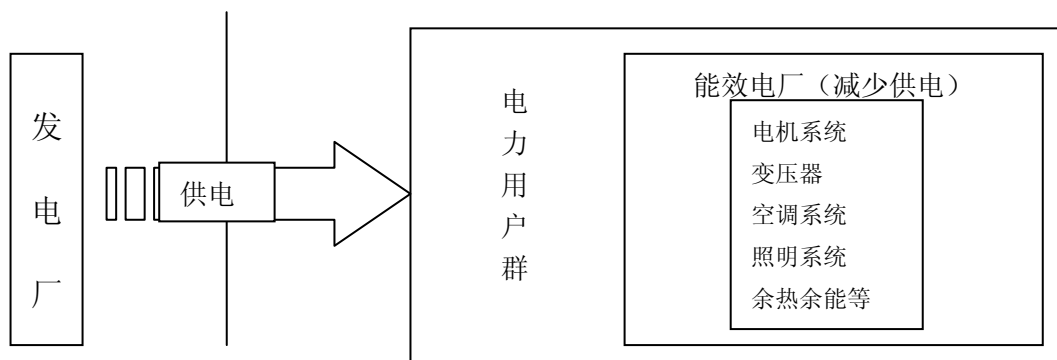 发电厂
供电
电力用户群
能效电厂（减少供电）
电机系统
变压器
空调系统
照明系统
余热余能等